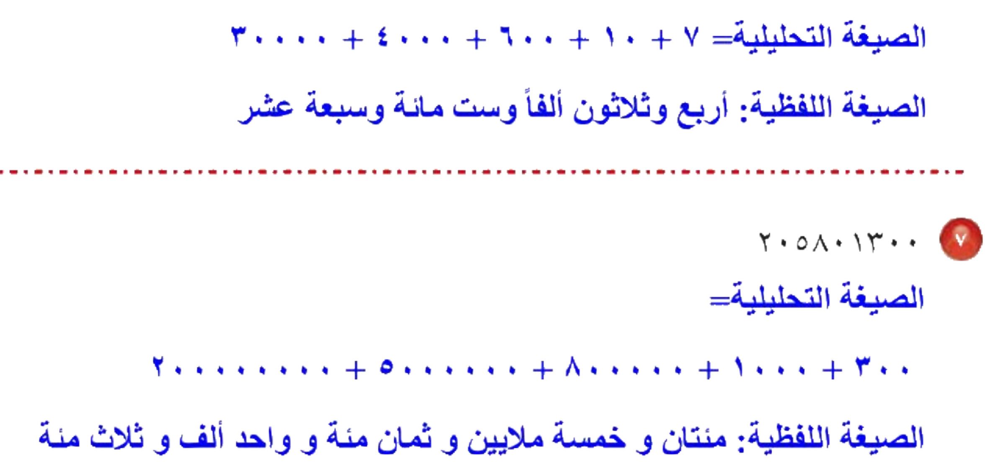 الصيغة التحليلية= ٧ + ١٠ + ٦٠٠ + ٤٠٠٠ + ٣٠٠٠٠
الصيغة اللفظية: أربع وثلاثون ألفاً وست مائة وسبعة عشر
٧ ٢٠٥٨٠١٣٠٠
الصيغة التحليلية=
٣٠٠ + ١٠٠٠ + ٨٠٠٠٠٠ + ٥٠٠٠٠٠٠ + ٢٠٠٠٠٠٠٠٠
الصيغة اللفظية: مئتان و خمسة ملايين و ثمان مئة و واحد ألف و ثلاث مئة